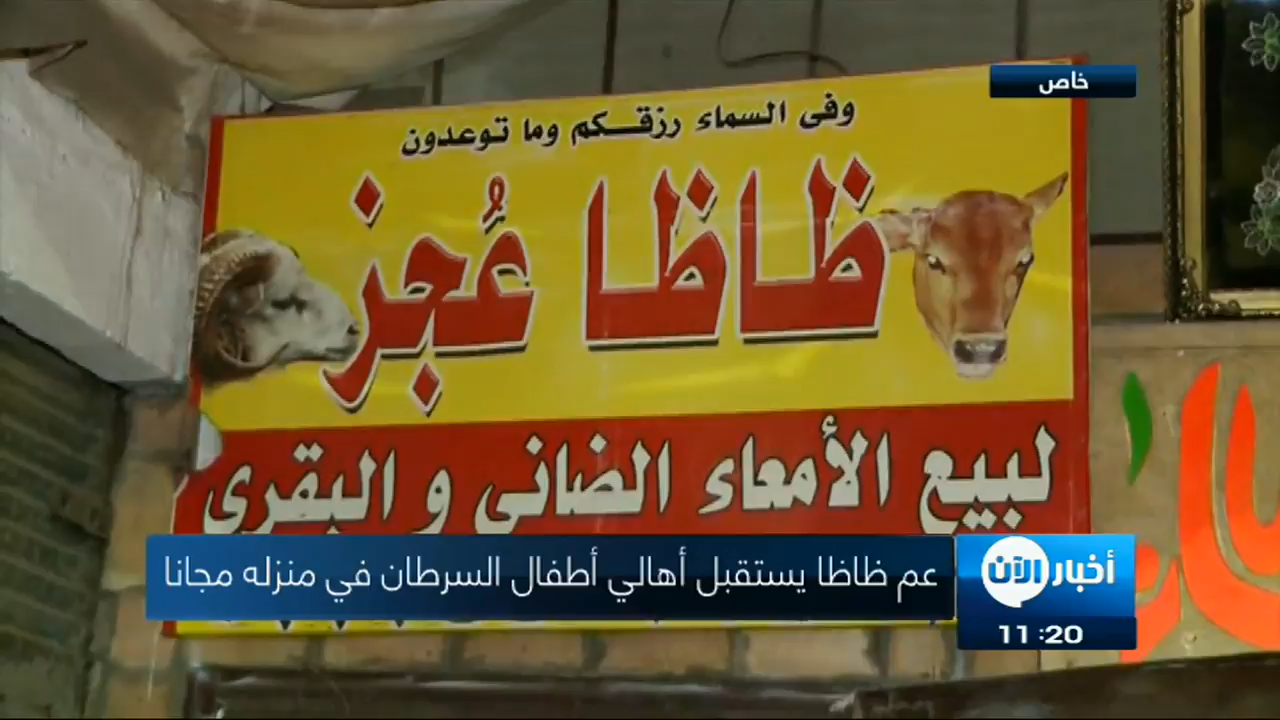 خاص
وفى السماء رزقكم وما توعدون
ظاظا عُجز
لبيع الأمعاء الضانى و البقرى
عم ظاظا يستقبل أهالي أطفال السرطان في منزله مجانا
أخبار الآن
11:20